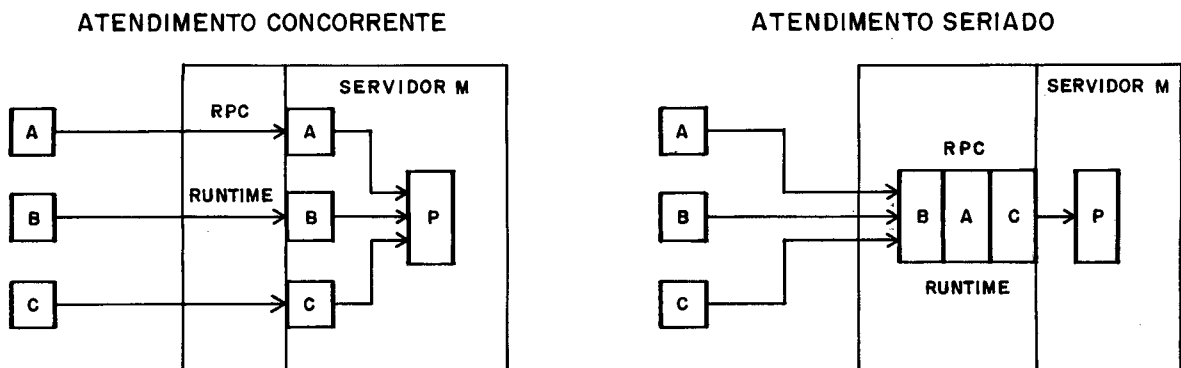 ATENDIMENTO CONCORRENTE
SERVIDOR M
RPC
A
A
RUNTIME
B
B
P
C
C
ATENDIMENTO SERIADO
SERVIDOR M
A
RPC
B
B A C
P
C
RUNTIME